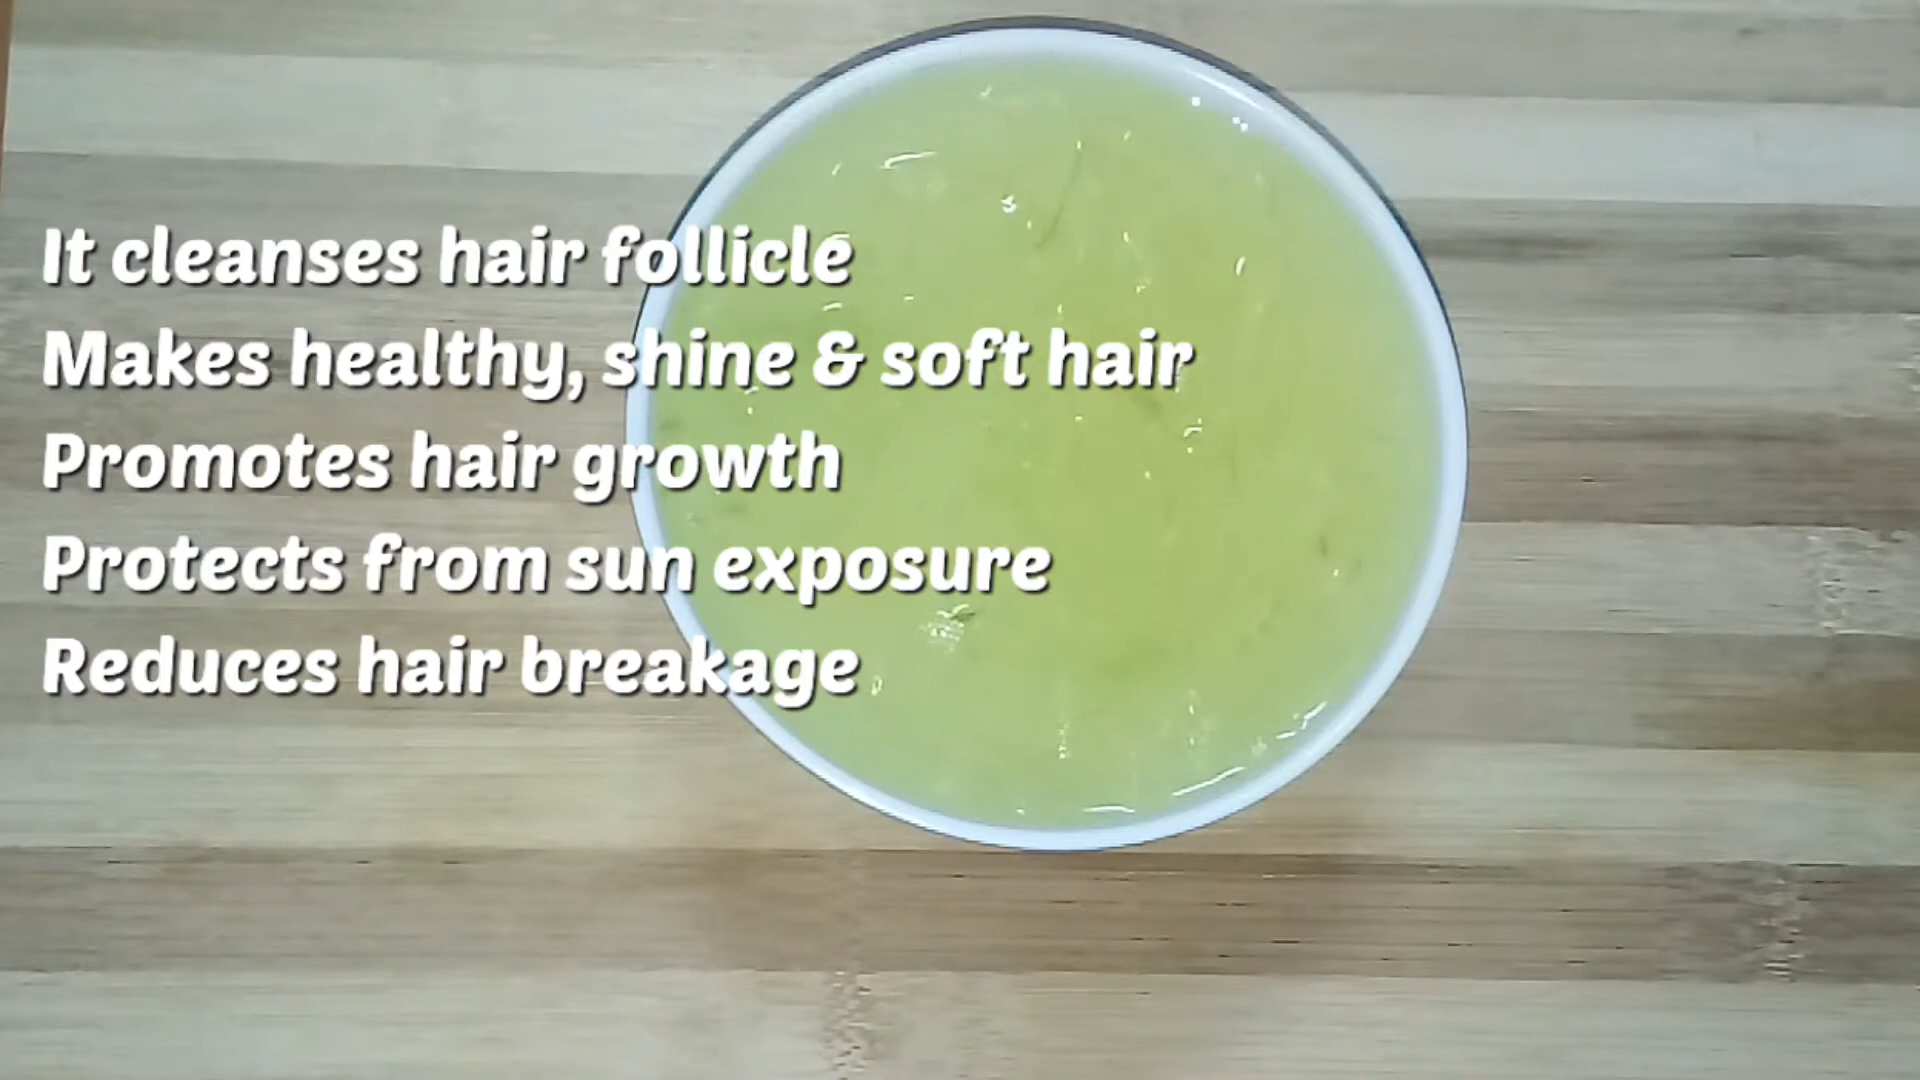 It cleanses hair follicle
Makes healthy, shine & soft hair
Promotes hair growth
Protects from sun exposure
Reduces hair breakage